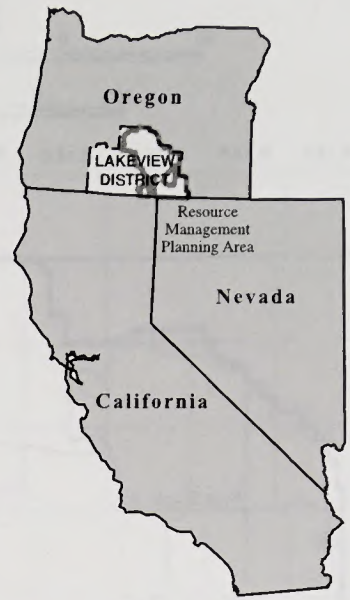 Oregon
LAKEVIEW
DISTRICT
Resource
Management
Planning Area
Nevada
California